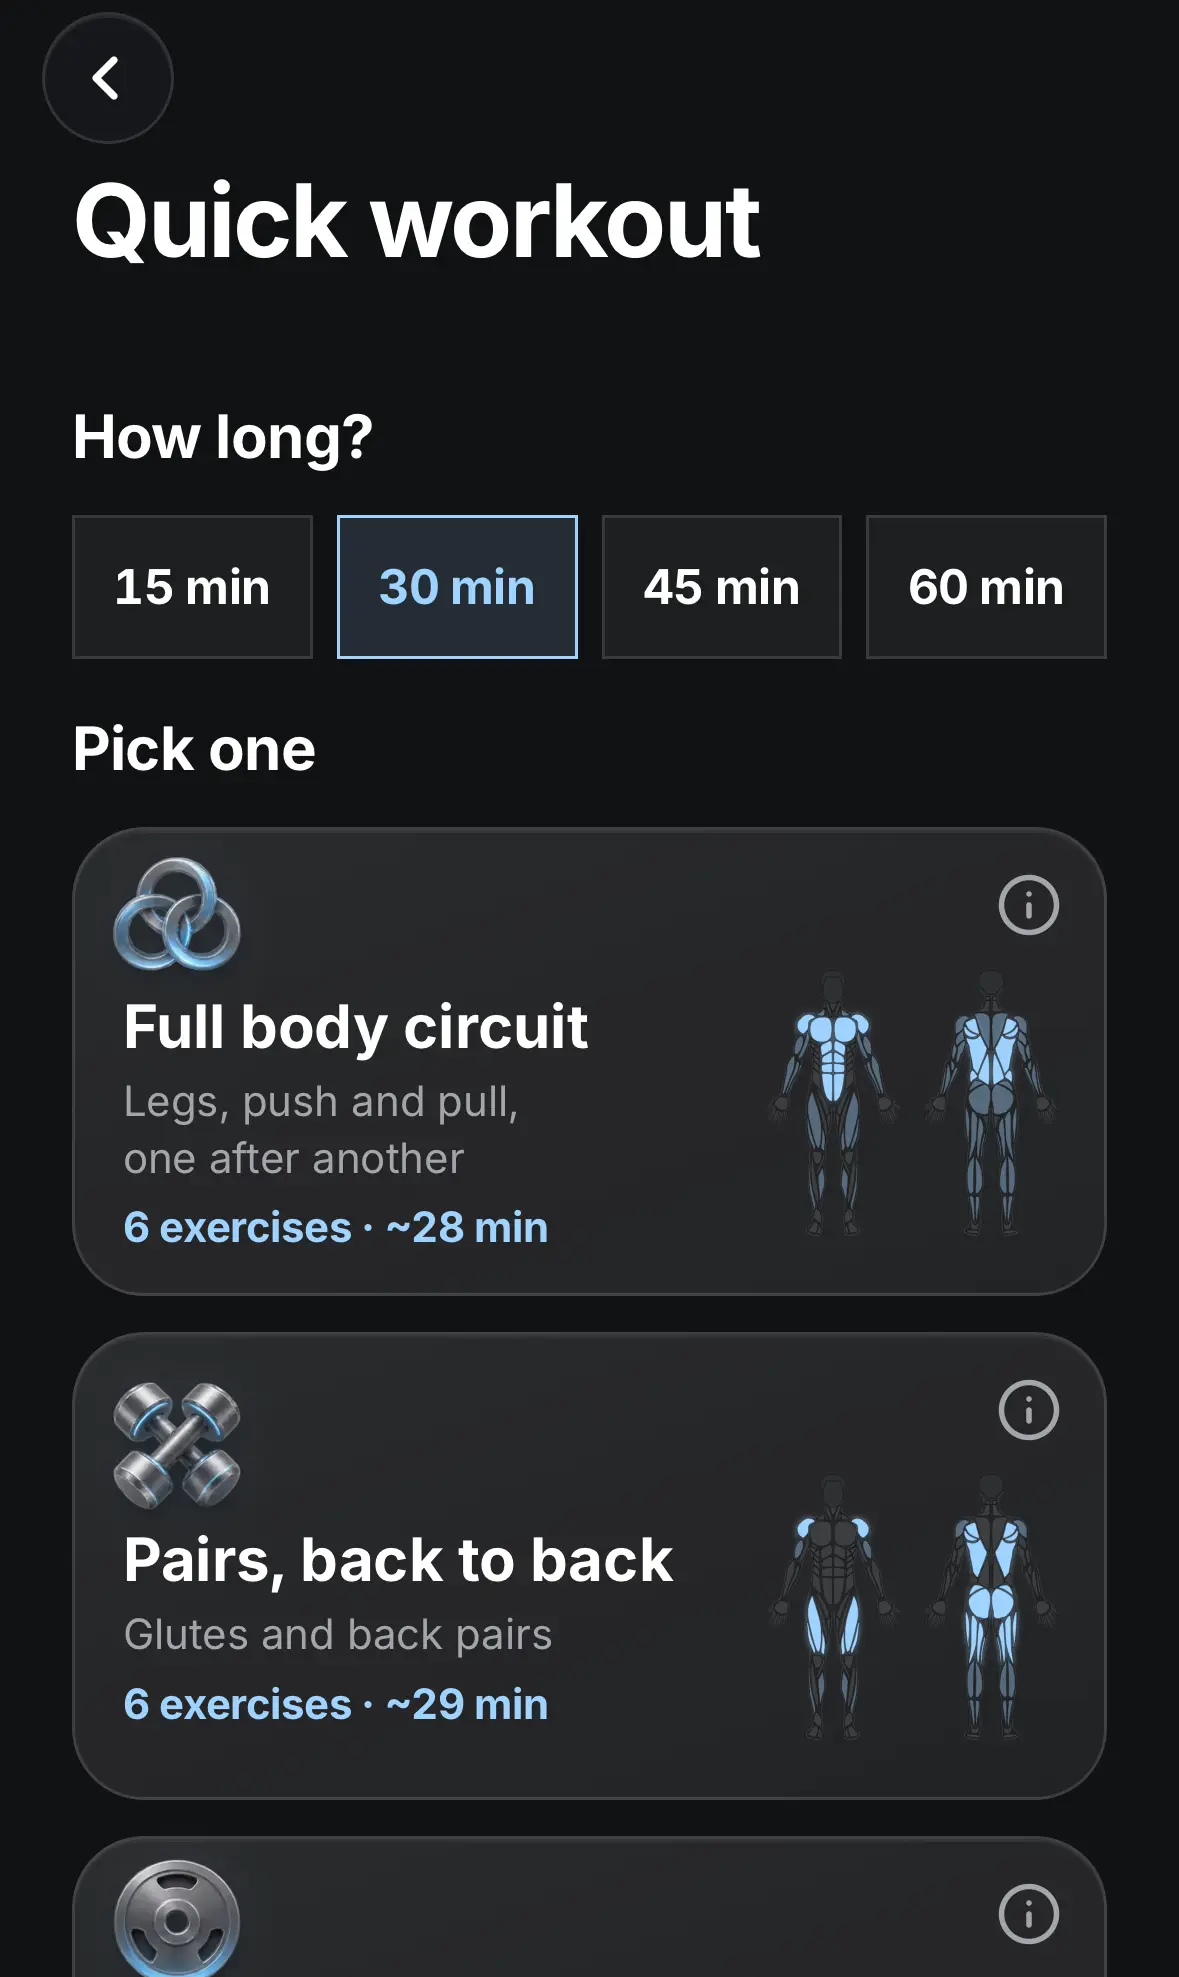 Quick workout
How long?
15 min
30 min
45 min
60 min
Pick one
Full body circuit
Legs, push and pull,
one after another
6 exercises · ~28 min
Pairs, back to back
Glutes and back pairs
6 exercises · ~29 min